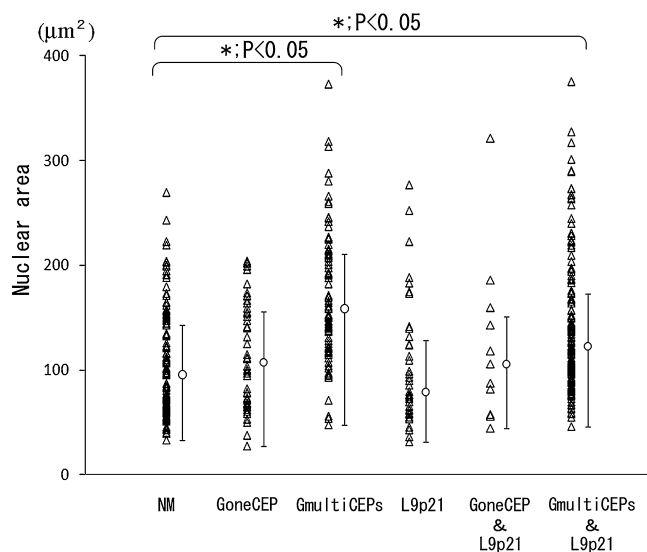 (μm²)
*;P<0.05
*;P<0.05
Nuclear area
400
300
200
100
0
NM
GoneCEP
GmultiCEPs
L9p21
GoneCEP
&
L9p21
GmultiCEPs
&
L9p21